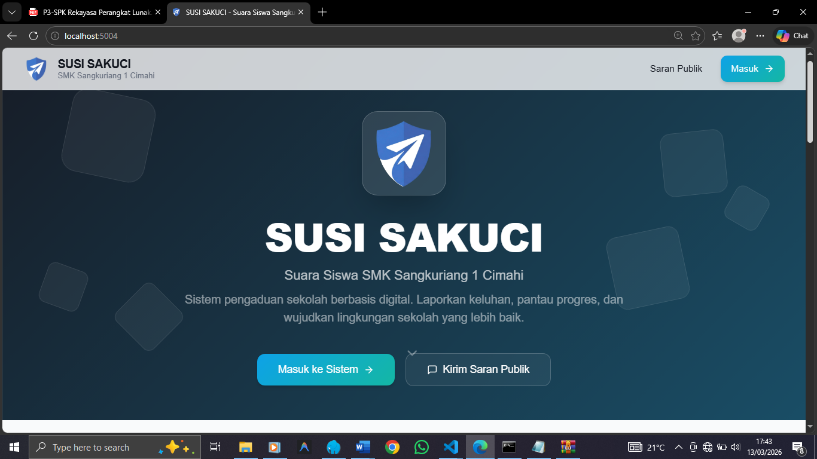 P3-SPK Rekayasa Perangkat Lunak
SUSI SAKUCI - Suara Siswa Sangku
localhost:5004
Chat
SUSI SAKUCI
SMK Sangkuriang 1 Cimahi
Saran Publik
Masuk
SUSI SAKUCI
Suara Siswa SMK Sangkuriang 1 Cimahi
Sistem pengaduan sekolah berbasis digital. Laporkan keluhan, pantau progres, dan
wujudkan lingkungan sekolah yang lebih baik.
Masuk ke Sistem
Kirim Saran Publik
Type here to search
21°C
17:43
13/03/2026
8